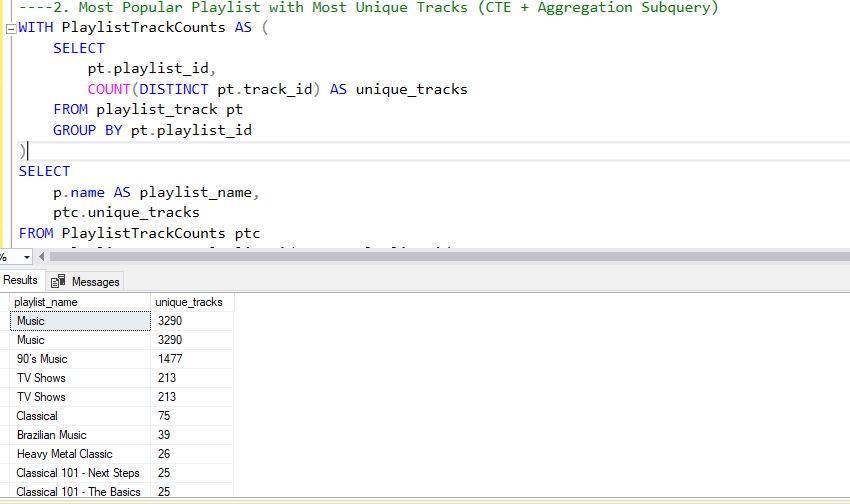 ----2. Most Popular Playlist with Most Unique Tracks (CTE + Aggregation Subquery)
WITH PlaylistTrackCounts AS (
SELECT
pt.playlist_id,
COUNT(DISTINCT pt.track_id) AS unique_tracks
FROM playlist_track pt
GROUP BY pt.playlist_id
)
SELECT
p.name AS playlist_name,
ptc.unique_tracks
FROM PlaylistTrackCounts ptc
%
Results Messages
playlist_name unique_tracks
Music 3290
Music 3290
90's Music 1477
TV Shows 213
TV Shows 213
Classical 75
Brazilian Music 39
Heavy Metal Classic 26
Classical 101 - Next Steps 25
Classical 101 - The Basics 25